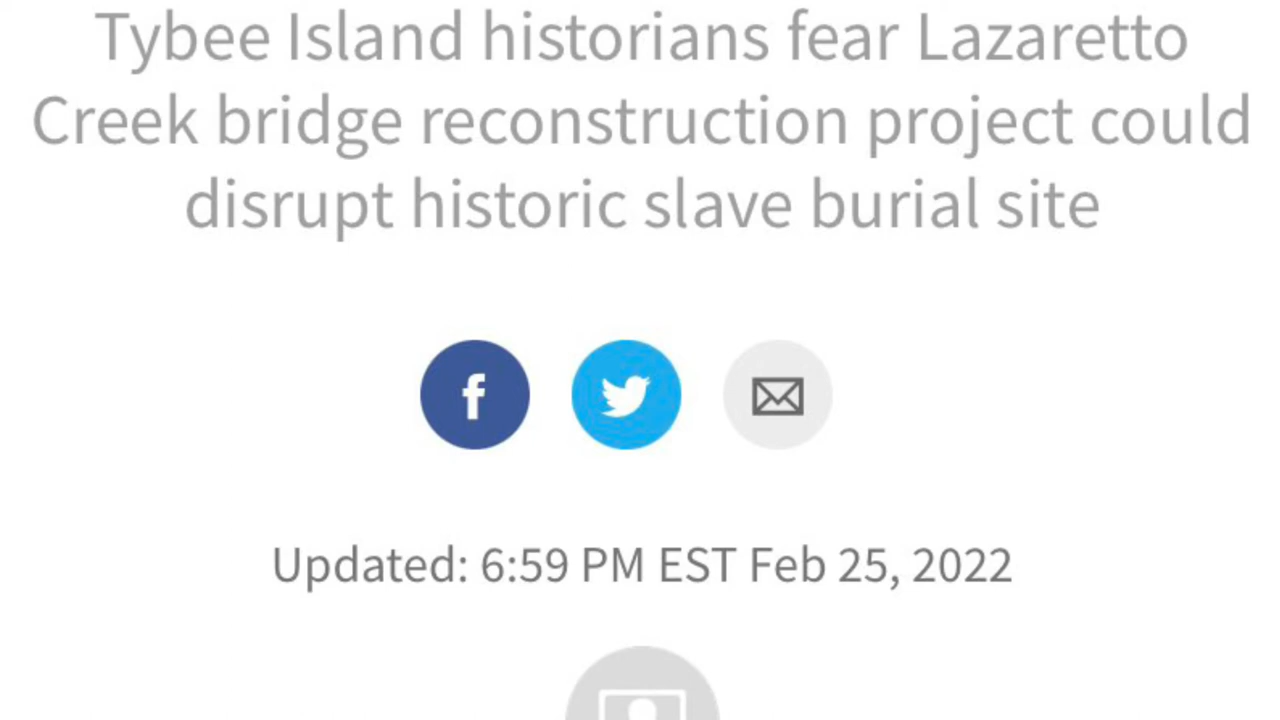 Tybee Island historians fear Lazaretto
Creek bridge reconstruction project could
disrupt historic slave burial site
f
Updated: 6:59 PM EST Feb 25, 2022